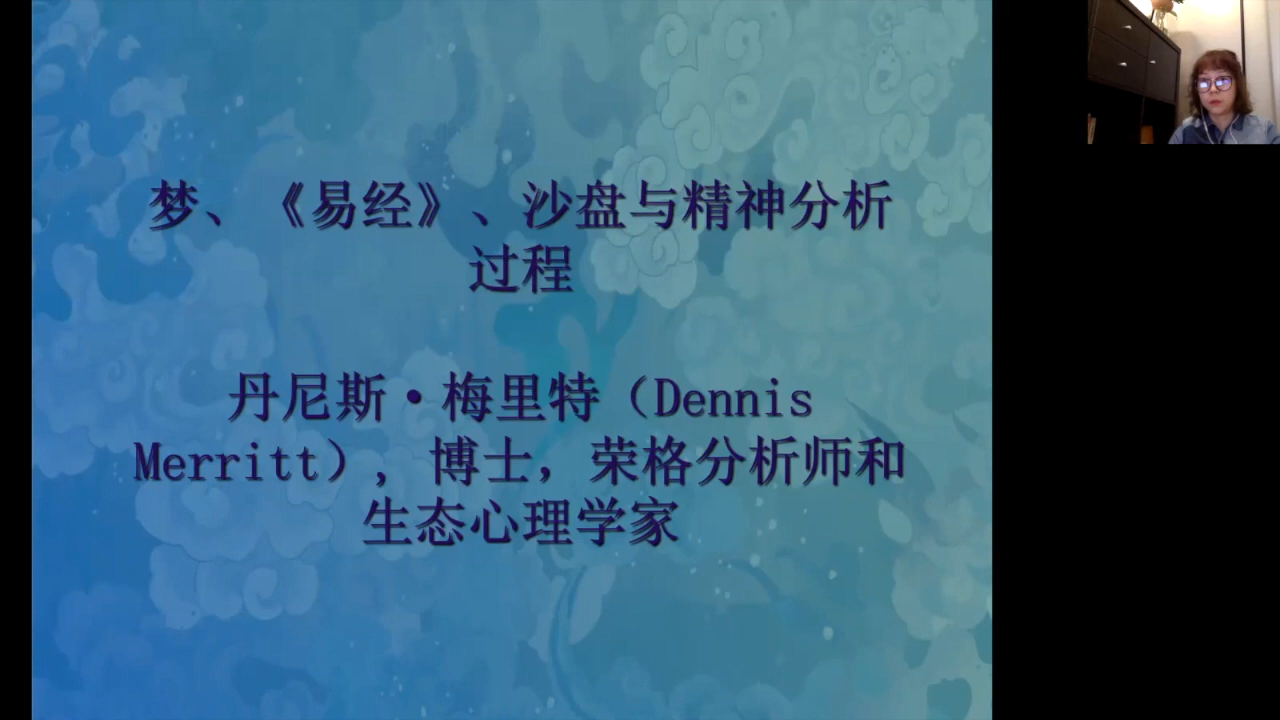 梦、《易经》、沙盘与精神分析
过程
丹尼斯·梅里特（Dennis
Merritt）, 博士，荣格分析师和
生态心理学家